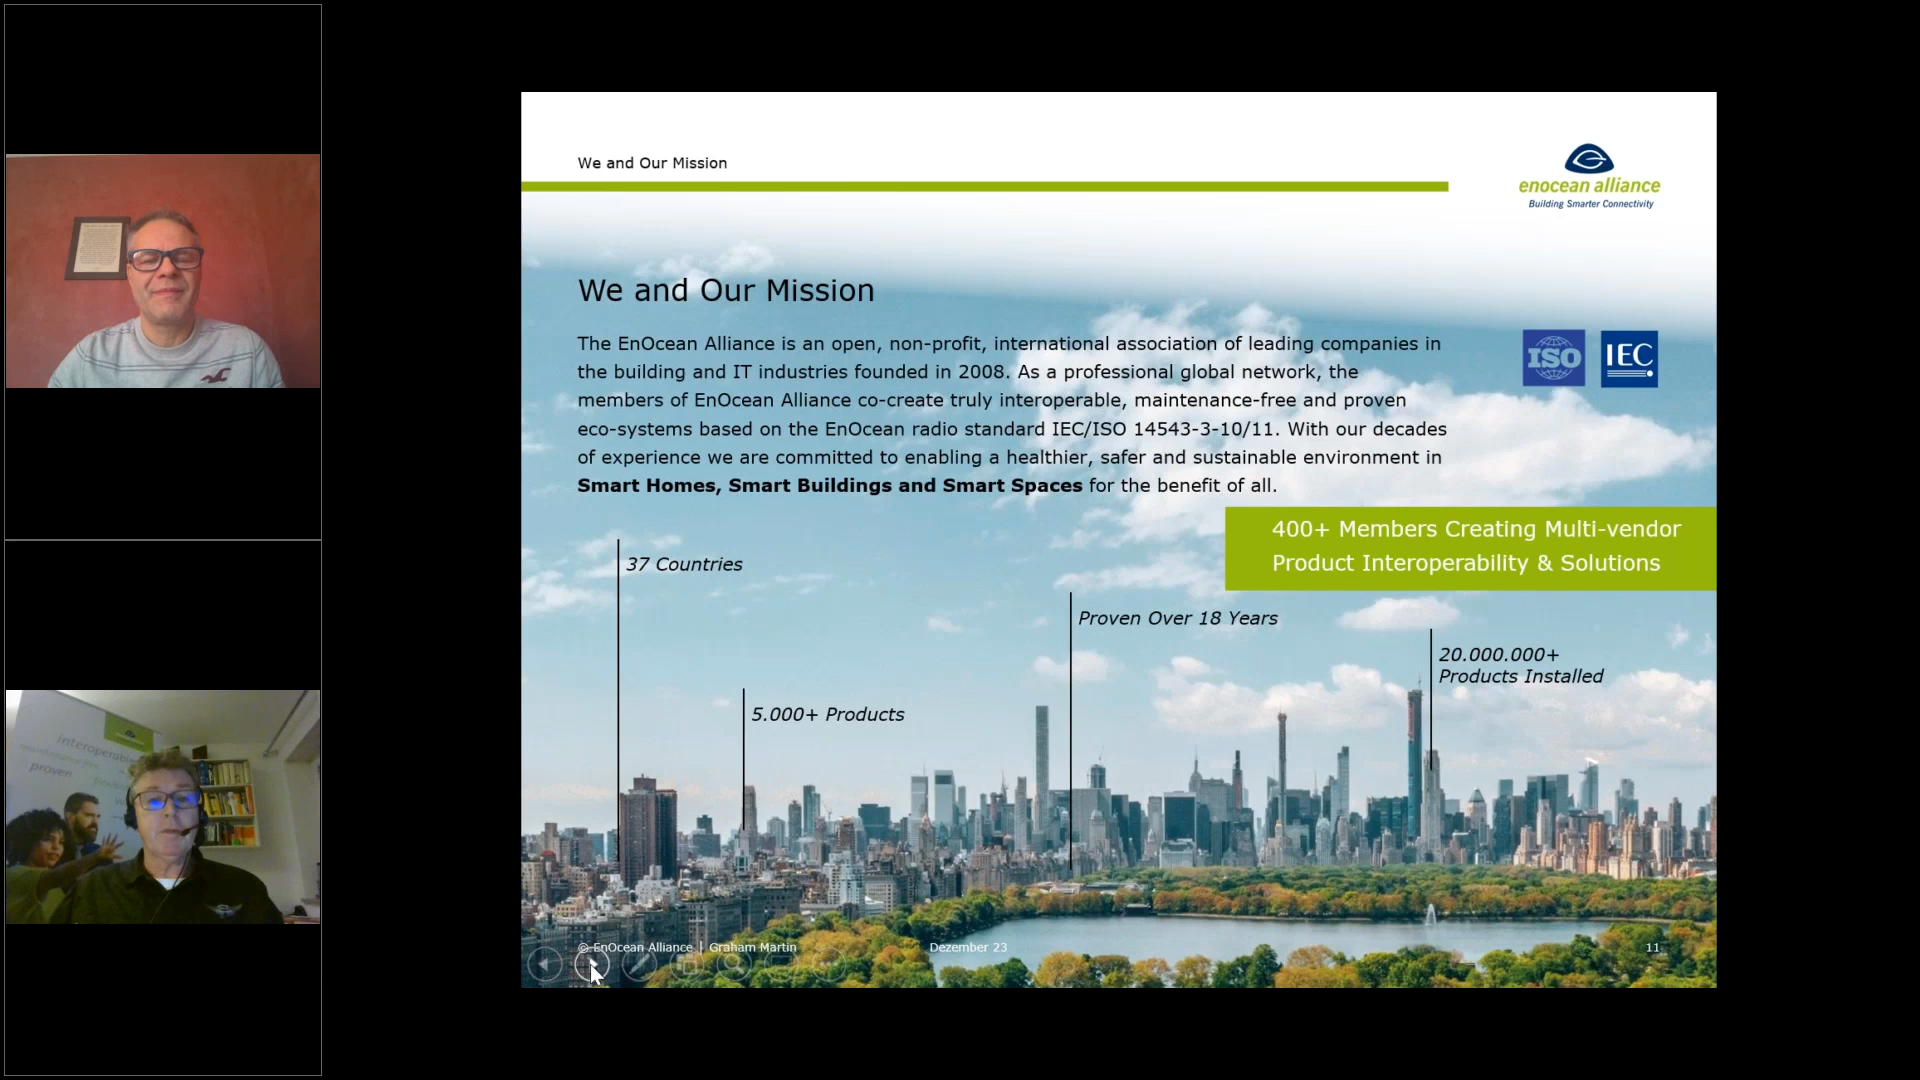 We and Our Mission
enocean alliance
Building Smarter Connectivity
We and Our Mission
The EnOcean Alliance is an open, non-profit, international association of leading companies in
the building and IT industries founded in 2008. As a professional global network, the
members of EnOcean Alliance co-create truly interoperable, maintenance-free and proven
eco-systems based on the EnOcean radio standard IEC/ISO 14543-3-10/11. With our decades
of experience we are committed to enabling a healthier, safer and sustainable environment in
Smart Homes, Smart Buildings and Smart Spaces for the benefit of all.
ISO
IEC
400+ Members Creating Multi-vendor
Product Interoperability & Solutions
37 Countries
Proven Over 18 Years
20.000.000+
Products Installed
5.000+ Products
© EnOcean Alliance | Graham Martin
Dezember 23
11
proven